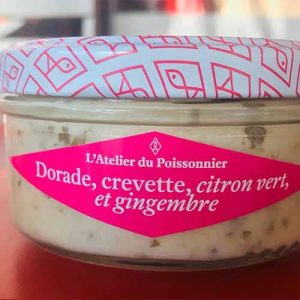 L'Atelier du Poissonnier
Dorade, crevette, citron vert,
et gingembre